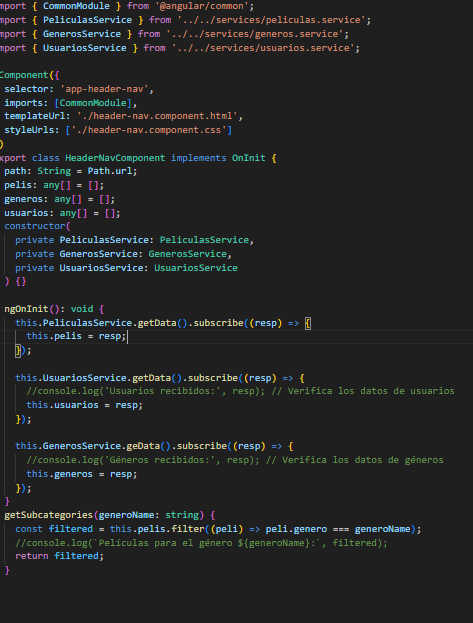 mport { CommonModule } from '@angular/common';
mport { PeliculasService } from '../../services/peliculas.service';
mport { GenerosService } from '../../services/generos.service';
mport { UsuariosService } from '../../services/usuarios.service';
Component({
selector: 'app-header-nav',
imports: [CommonModule],
templateUrl: './header-nav.component.html',
styleUrls: ['./header-nav.component.css']
)
xport class HeaderNavComponent implements OnInit {
path: String = Path.url;
pelis: any[] = [];
generos: any[] = [];
usuarios: any[] = [];
constructor(
private PeliculasService: PeliculasService,
private GenerosService: GenerosService,
private UsuariosService: UsuariosService
) {}
ngOnInit(): void {
this.PeliculasService.getData().subscribe((resp) => {
this.pelis = resp;
});
this.UsuariosService.getData().subscribe((resp) => {
//console.log('Usuarios recibidos:', resp); // Verifica los datos de usuarios
this.usuarios = resp;
});
this.GenerosService.geData().subscribe((resp) => {
//console.log('Géneros recibidos:', resp); // Verifica los datos de géneros
this.generos = resp;
});
}
getSubcategories(generoName: string) {
const filtered = this.pelis.filter((peli) => peli.genero === generoName);
//console.log(`Películas para el género ${generoName}:`, filtered);
return filtered;
}